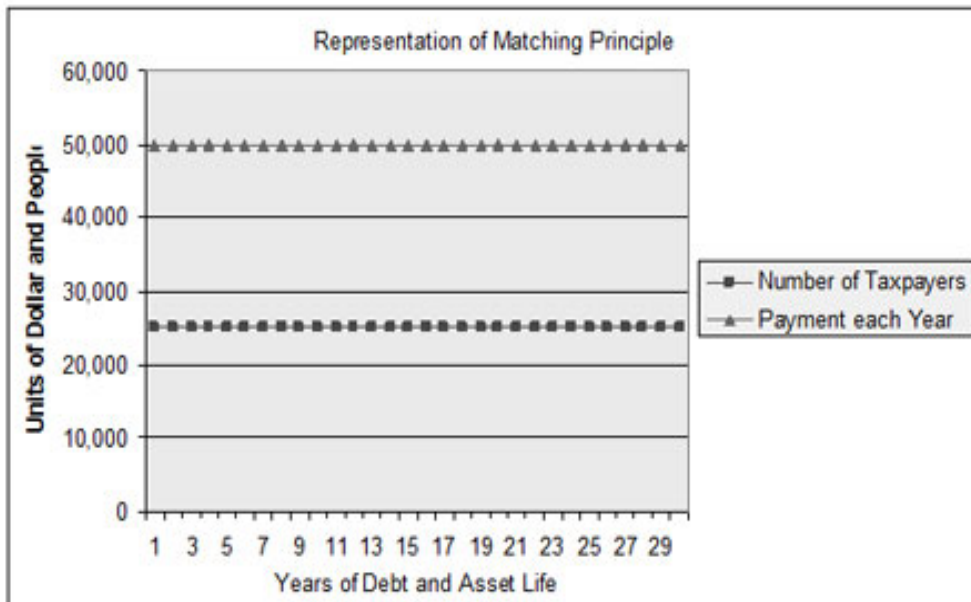 Representation of Matching Principle
60,000
50,000
40,000
30,000
20,000
10,000
0
Units of Dollar and People
1 3 5 7 9 11 13 15 17 19 21 23 25 27 29
Years of Debt and Asset Life
Number of Taxpayers
Payment each Year